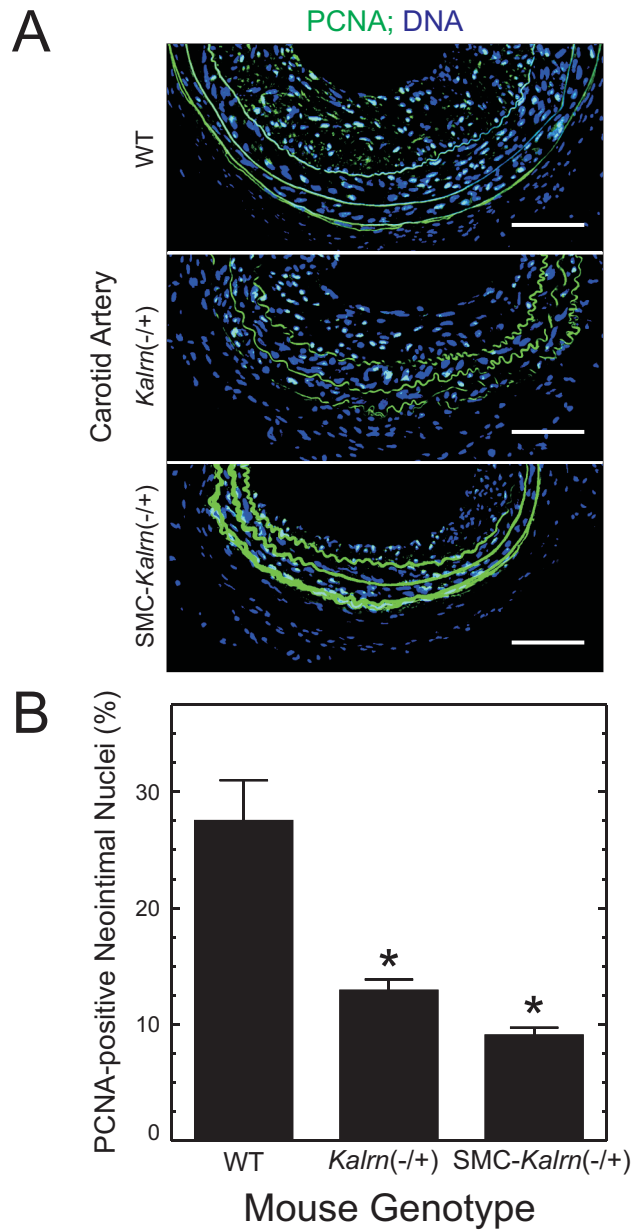 A
PCNA; DNA
Carotid Artery
WT
Kalrn(-/+)
SMC-Kalrn(-/+)
B
PCNA-positive Neointimal Nuclei (%)
30
20
10
0
*
*
WT
Kalrn(-/+)
SMC-Kalrn(-/+)
Mouse Genotype